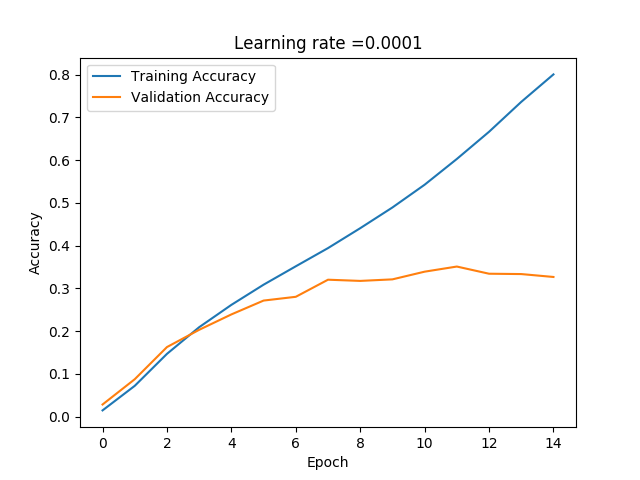 Learning rate =0.0001
Training Accuracy
Validation Accuracy
0.8
0.7
0.6
0.5
0.4
0.3
0.2
0.1
0.0
Accuracy
0 2 4 6 8 10 12 14
Epoch